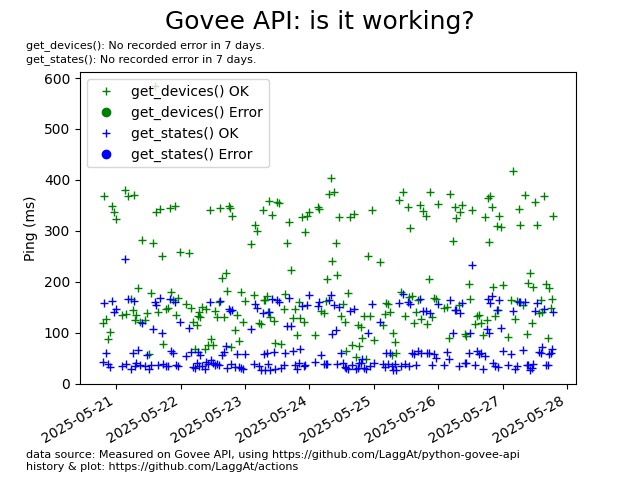 Govee API: is it working?
get_devices(): No recorded error in 7 days.
get_states(): No recorded error in 7 days.
600
500
400
300
200
100
0
Ping (ms)
get_devices() OK
get_devices() Error
get_states() OK
get_states() Error
2025-05-21
2025-05-22
2025-05-23
2025-05-24
2025-05-25
2025-05-26
2025-05-27
2025-05-28
data source: Measured on Govee API, using https://github.com/LaggAt/python-govee-api
history & plot: https://github.com/LaggAt/actions